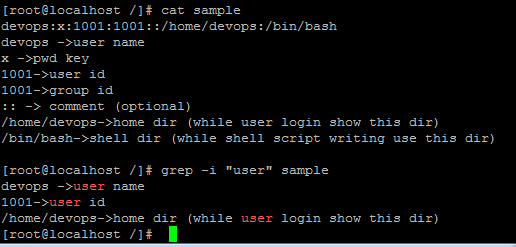 [root@localhost /]# cat sample
devops:x:1001:1001::/home/devops:/bin/bash
devops ->user name
x ->pwd key
1001->user id
1001->group id
:: -> comment (optional)
/home/devops->home dir (while user login show this dir)
/bin/bash->shell dir (while shell script writing use this dir)
[root@localhost /]# grep -i "user" sample
devops ->user name
1001->user id
/home/devops->home dir (while user login show this dir)
[root@localhost /]#